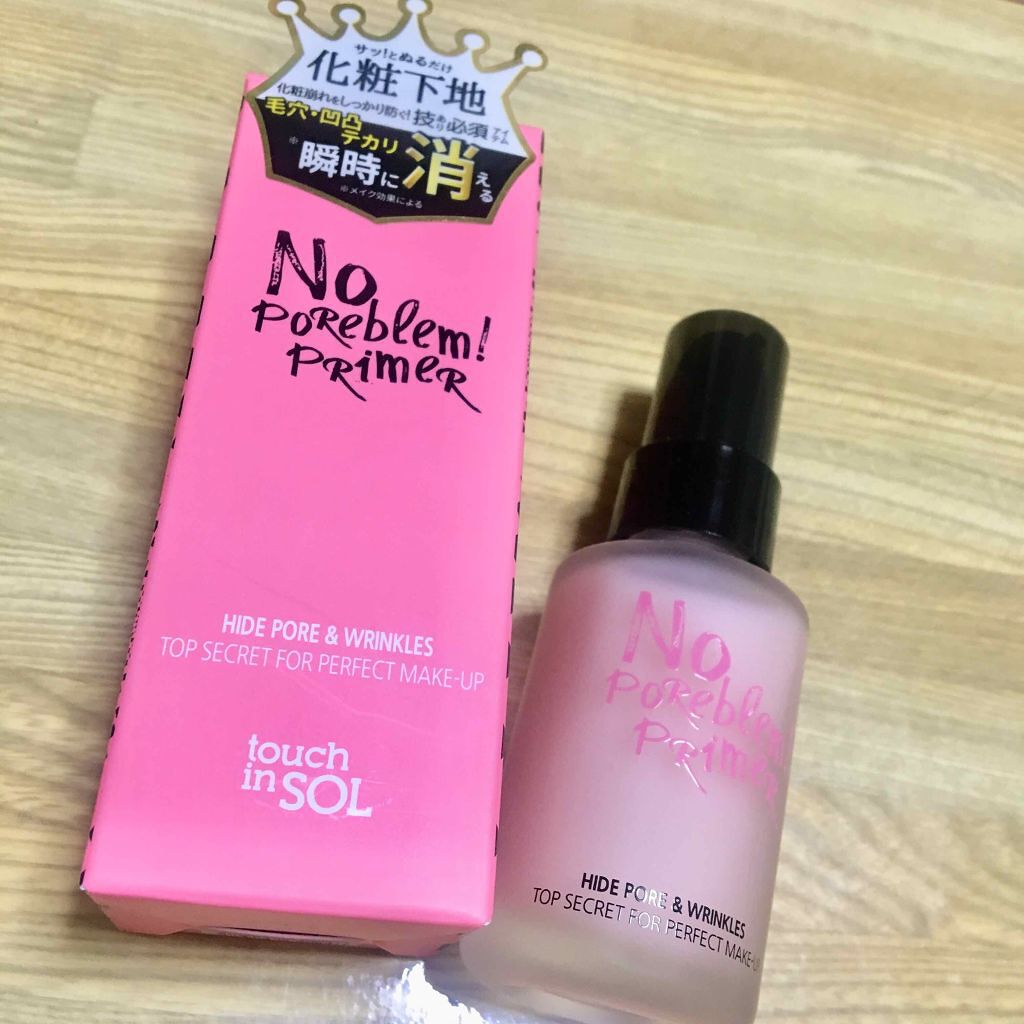 サッ!とぬるだけ
化粧下地
化粧崩れをしっかり防ぐ!技あり必須アイテム
毛穴・凹凸
テカリ
※瞬時に消える
※メイク効果による
No
POREblem!
PRimeR
HIDE PORE & WRINKLES
TOP SECRET FOR PERFECT MAKE-UP
touch
in SOL
No
POREblem
PRimeR
HIDE PORE & WRINKLES
TOP SECRET FOR PERFECT MAKE-UP